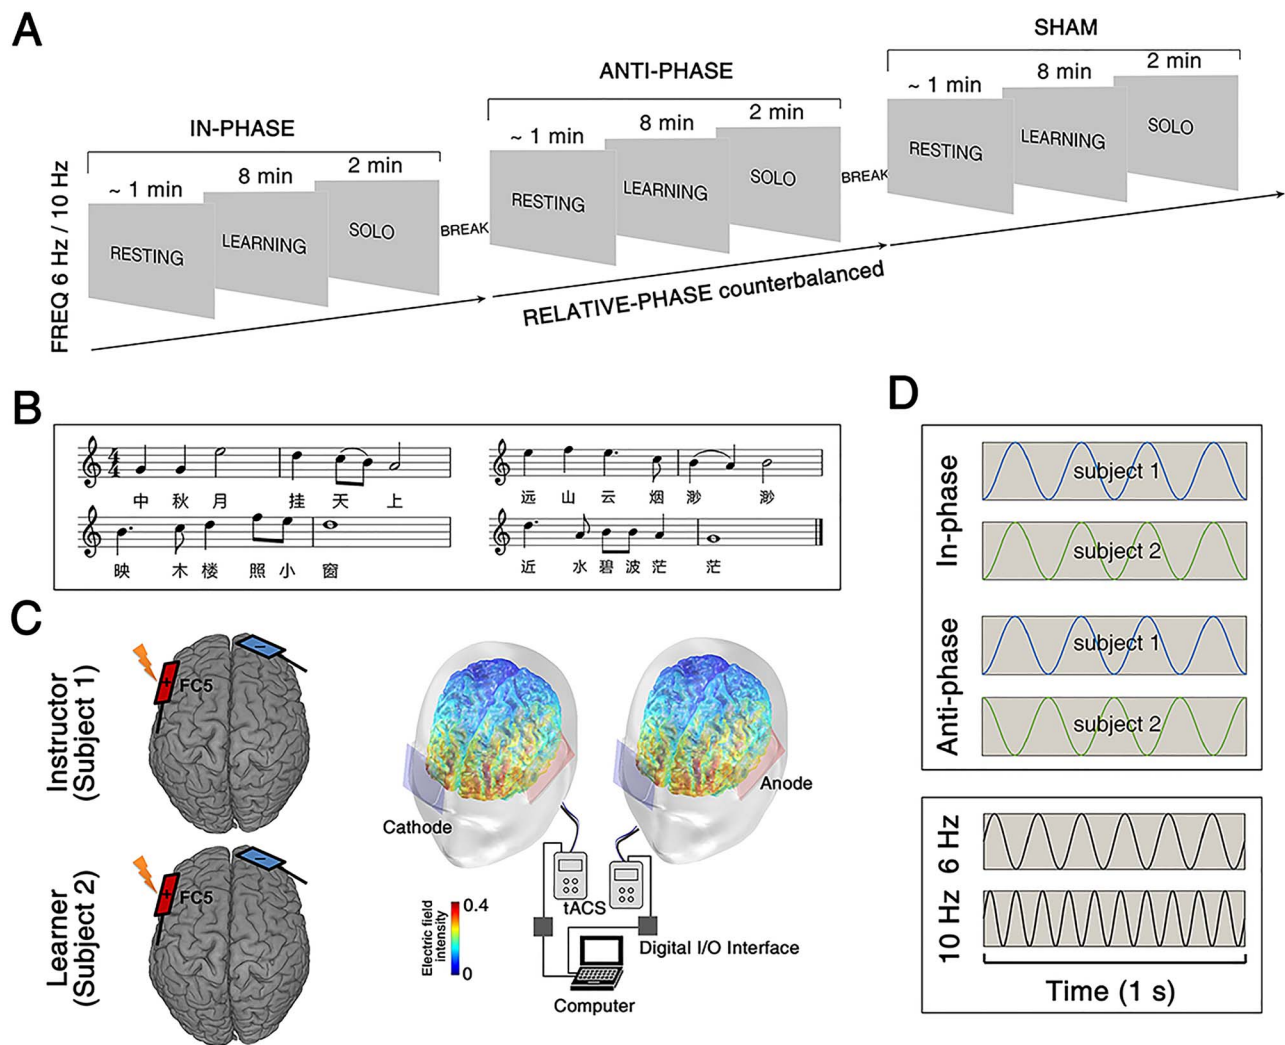 A
IN-PHASE
ANTI-PHASE
SHAM
~ 1 min
8 min
2 min
~ 1 min
8 min
2 min
~ 1 min
8 min
2 min
RESTING
LEARNING
SOLO
BREAK
RESTING
LEARNING
SOLO
BREAK
RESTING
LEARNING
SOLO
FREQ 6 Hz / 10 Hz
RELATIVE-PHASE counterbalanced
B
4
4
中 秋 月 挂 天 上
远 山 云 烟 渺 渺
映 木 楼 照 小 窗
近 水 碧 波 茫 茫
C
Instructor
(Subject 1)
+
FC5
-
Learner
(Subject 2)
+
FC5
-
Cathode
Anode
tACS
Digital I/O Interface
Computer
Electric field
intensity
0.4
0
D
In-phase
subject 1
subject 2
Anti-phase
subject 1
subject 2
6 Hz
10 Hz
Time (1 s)